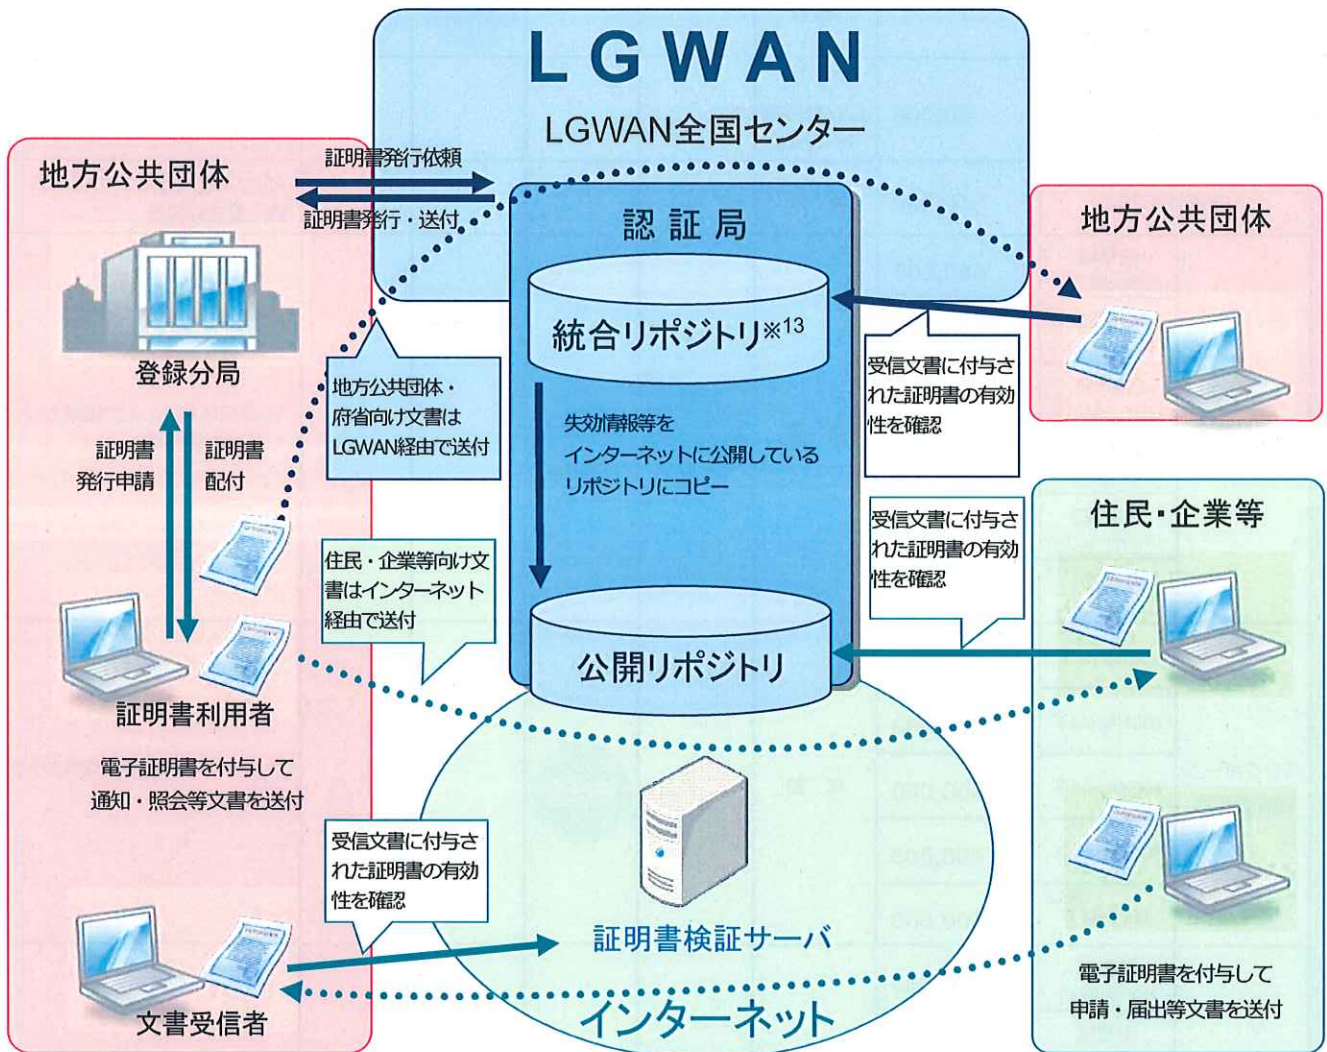 LGWAN
LGWAN全国センター
地方公共団体
証明書発行依頼
証明書発行・送付
登録分局
証明書
発行申請
証明書
配付
証明書利用者
電子証明書を付与して
通知・照会等文書を送付
文書受信者
認証局
統合リポジトリ※13
失効情報等を
インターネットに公開している
リポジトリにコピー
公開リポジトリ
地方公共団体・
府省向け文書は
LGWAN経由で送付
住民・企業等向け文
書はインターネット
経由で送付
受信文書に付与さ
れた証明書の有効
性を確認
証明書検証サーバ
インターネット
地方公共団体
受信文書に付与さ
れた証明書の有効
性を確認
住民・企業等
受信文書に付与さ
れた証明書の有効
性を確認
電子証明書を付与して
申請・届出等文書を送付